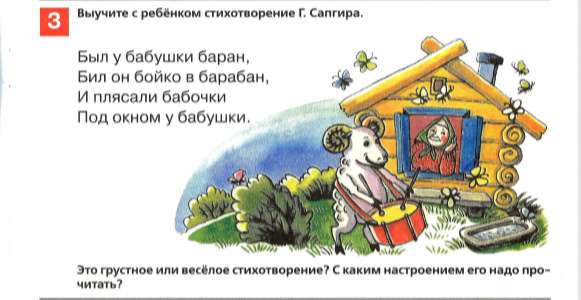 3
Выучите с ребёнком стихотворение Г. Сапгира.
Был у бабушки баран,
Бил он бойко в барабан,
И плясали бабочки
Под окном у бабушки.
Это грустное или весёлое стихотворение? С каким настроением его надо про-
читать?